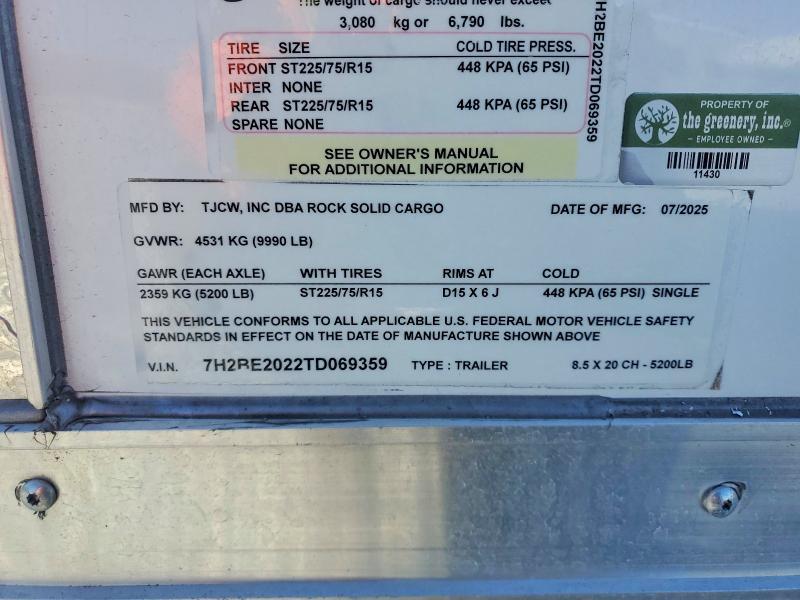 The weight of cargo should never exceed
3,080 kg or 6,790 lbs.
TIRE SIZE COLD TIRE PRESS.
FRONT ST225/75/R15 448 KPA (65 PSI)
INTER NONE
REAR ST225/75/R15 448 KPA (65 PSI)
SPARE NONE
SEE OWNER'S MANUAL
FOR ADDITIONAL INFORMATION
H2BE2022TD069359
PROPERTY OF
the greenery, inc.®
EMPLOYEE OWNED
11430
MFD BY: TJCW, INC DBA ROCK SOLID CARGO DATE OF MFG: 07/2025
GVWR: 4531 KG (9990 LB)
GAWR (EACH AXLE) WITH TIRES RIMS AT COLD
2359 KG (5200 LB) ST225/75/R15 D15 X 6 J 448 KPA (65 PSI) SINGLE
THIS VEHICLE CONFORMS TO ALL APPLICABLE U.S. FEDERAL MOTOR VEHICLE SAFETY
STANDARDS IN EFFECT ON THE DATE OF MANUFACTURE SHOWN ABOVE
V.I.N. 7H2BE2022TD069359 TYPE : TRAILER 8.5 X 20 CH - 5200LB